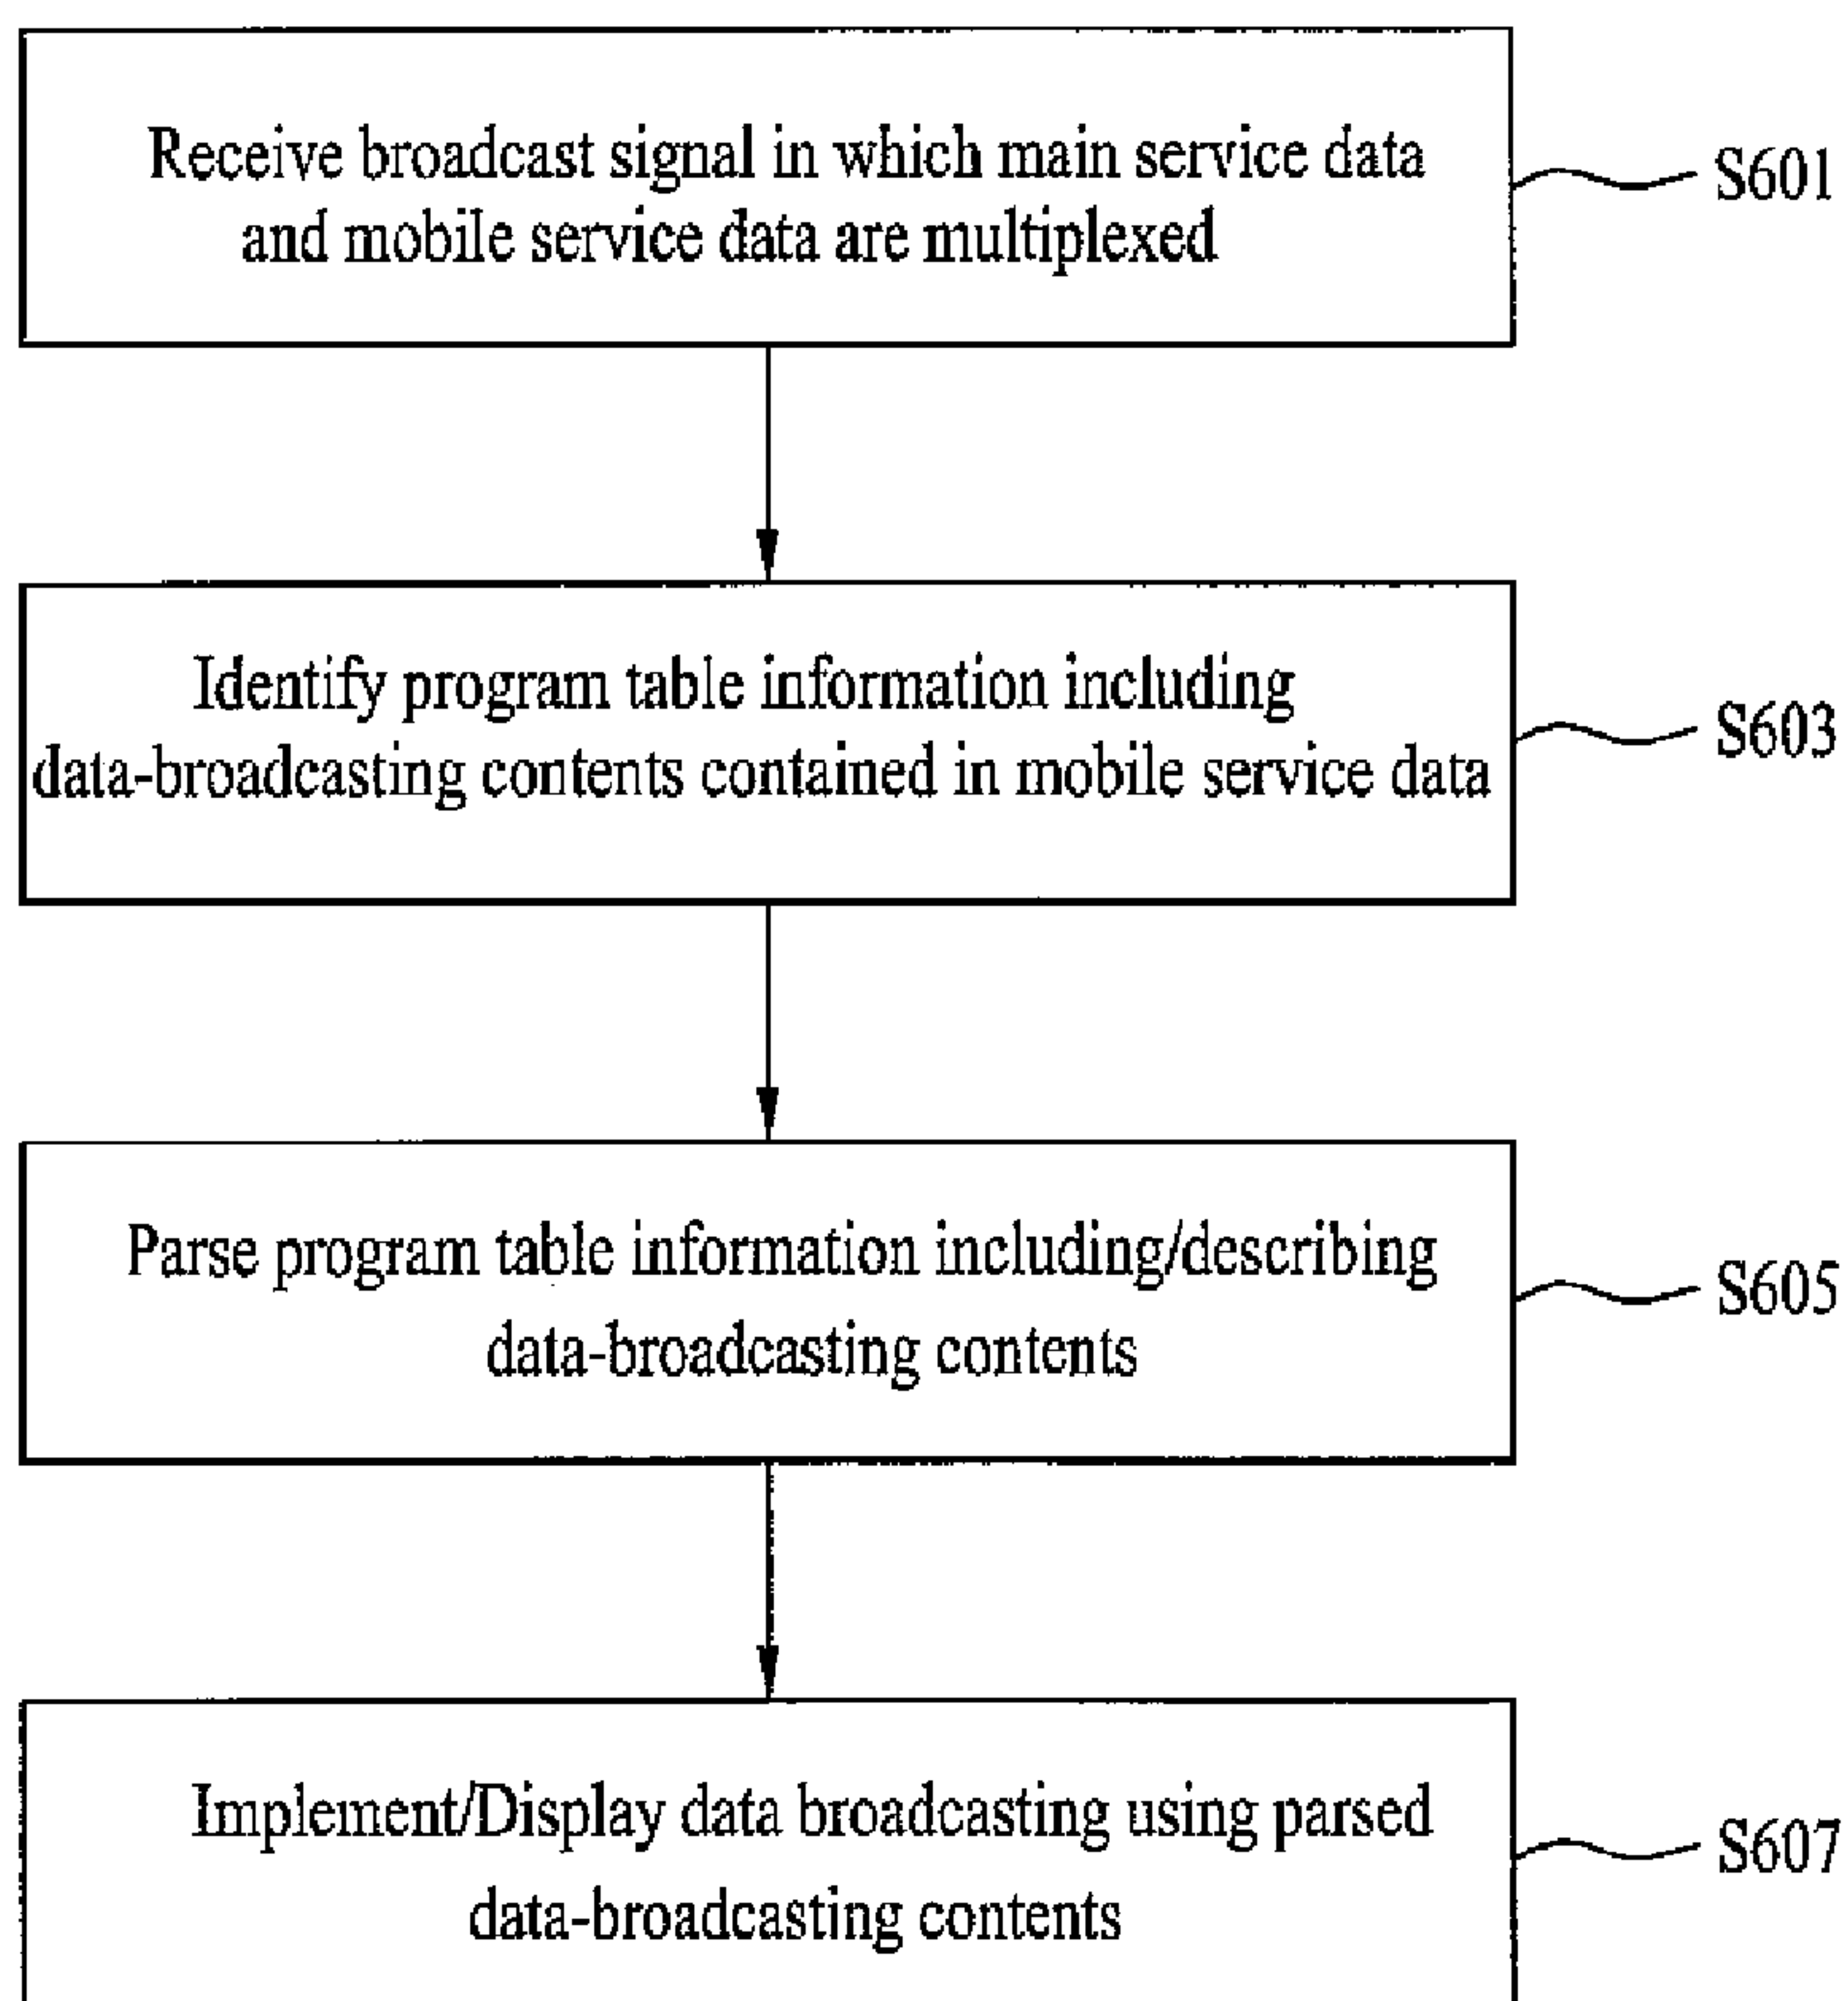 Receive broadcast signal in which main service data
and mobile service data are multiplexed
S601
Identify program table information including
data-broadcasting contents contained in mobile service data
S603
Parse program table information including/describing
data-broadcasting contents
S605
Implement/Display data broadcasting using parsed
data-broadcasting contents
S607